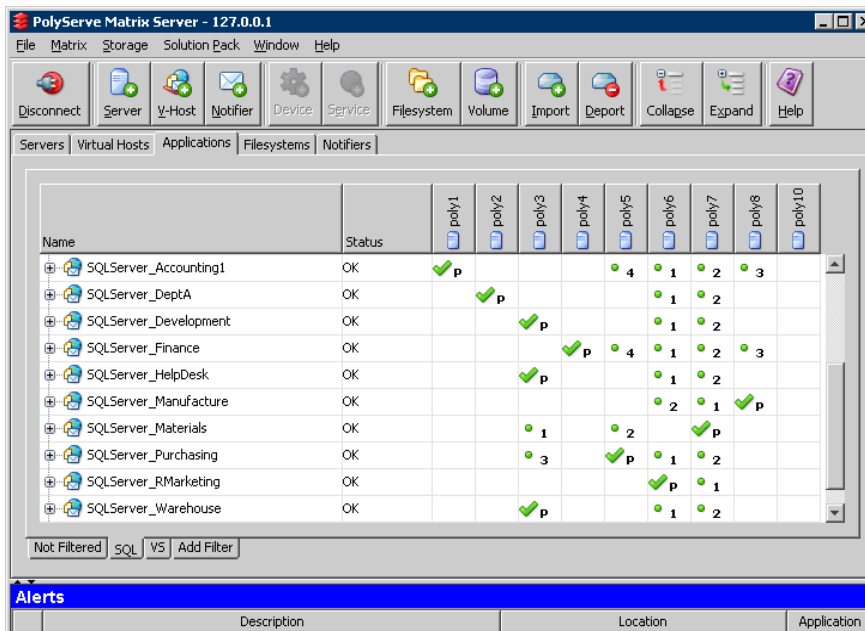 PolyServe Matrix Server - 127.0.0.1
File Matrix Storage Solution Pack Window Help
Disconnect Server V-Host Notifier Device Service Filesystem Volume Import Deport Collapse Expand Help
Servers Virtual Hosts Applications Filesystems Notifiers
Name Status poly1 poly2 poly3 poly4 poly5 poly6 poly7 poly8 poly10
SQLServer_Accounting1 OK P 4 1 2 3
SQLServer_DeptA OK P 1 2
SQLServer_Development OK P 1 2
SQLServer_Finance OK P 4 1 2 3
SQLServer_HelpDesk OK P 1 2
SQLServer_Manufacture OK 2 1 P
SQLServer_Materials OK 1 2 P
SQLServer_Purchasing OK 3 P 1 2
SQLServer_RMarketing OK P 1
SQLServer_Warehouse OK P 1 2
Not Filtered SQL VS Add Filter
Alerts
Description Location Application